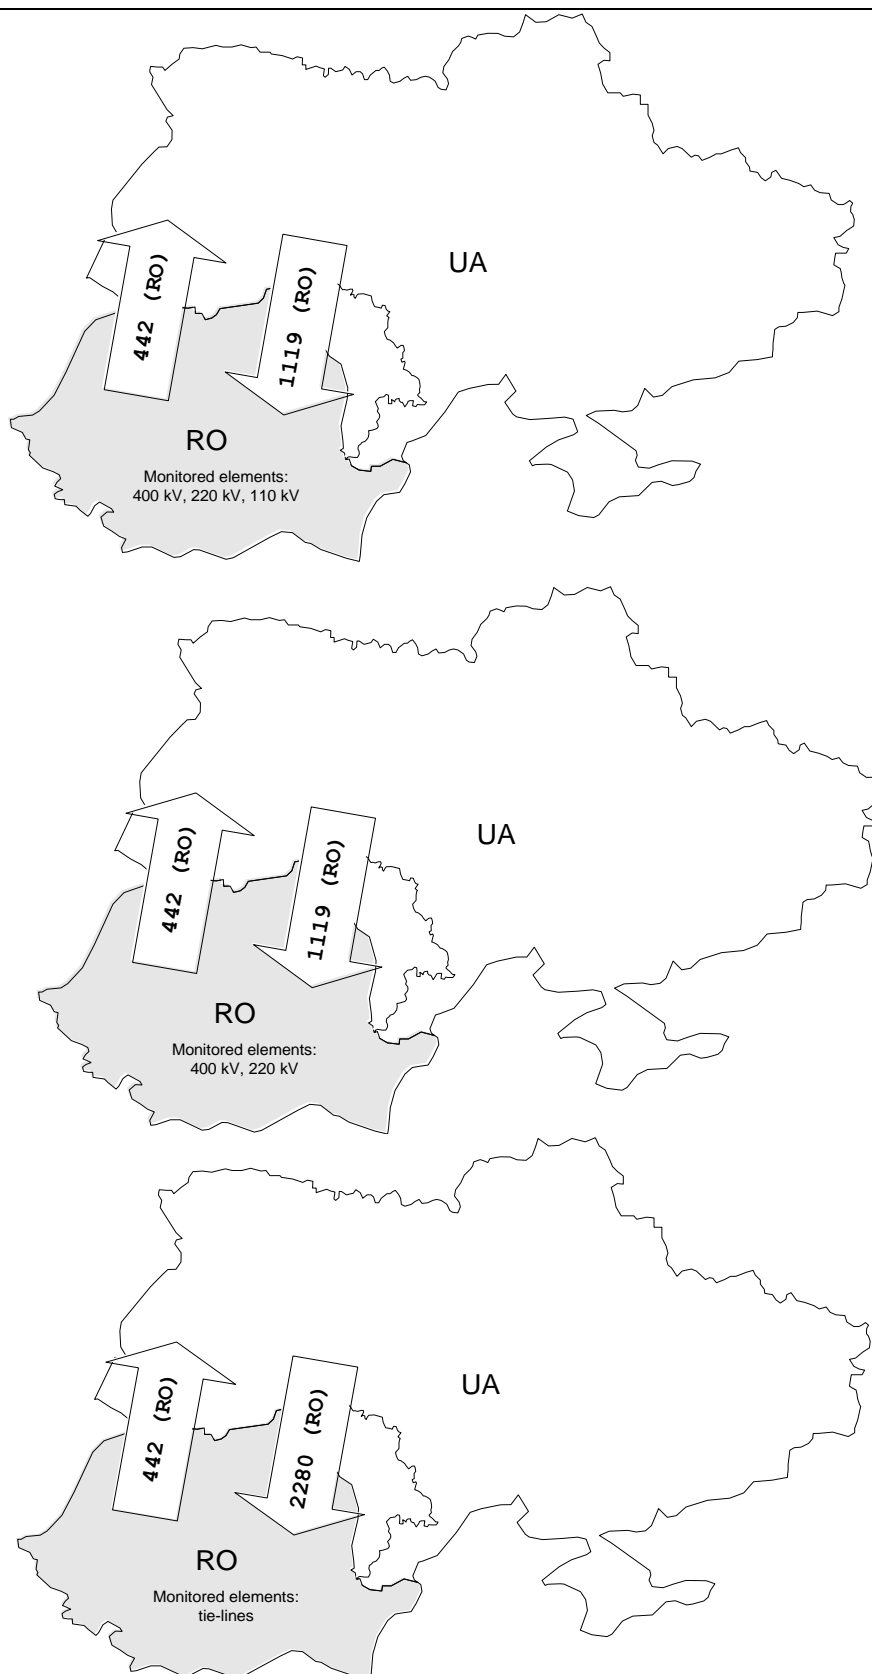 UA
442 (RO)
1119 (RO)
RO
Monitored elements:
400 kV, 220 kV, 110 kV
UA
442 (RO)
1119 (RO)
RO
Monitored elements:
400 kV, 220 kV
UA
442 (RO)
2280 (RO)
RO
Monitored elements:
tie-lines